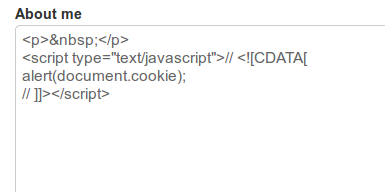 About me
<p>&nbsp;</p>
<script type="text/javascript">// <![CDATA[
alert(document.cookie);
// ]]></script>